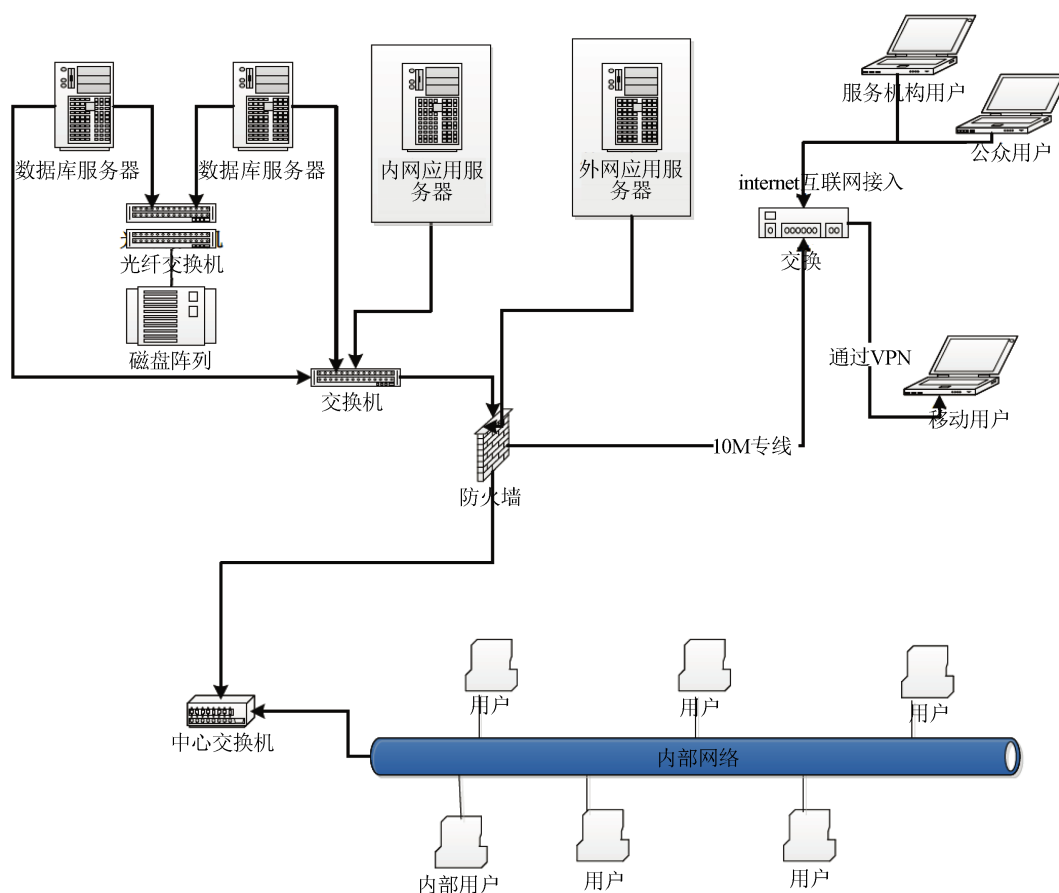 服务机构用户
公众用户
数据库服务器
数据库服务器
内网应用服
务器
外网应用服
务器
internet互联网接入
光纤交换机
交换
磁盘阵列
通过VPN
交换机
移动用户
10M专线
防火墙
用户
用户
用户
中心交换机
内部网络
内部用户
用户
用户